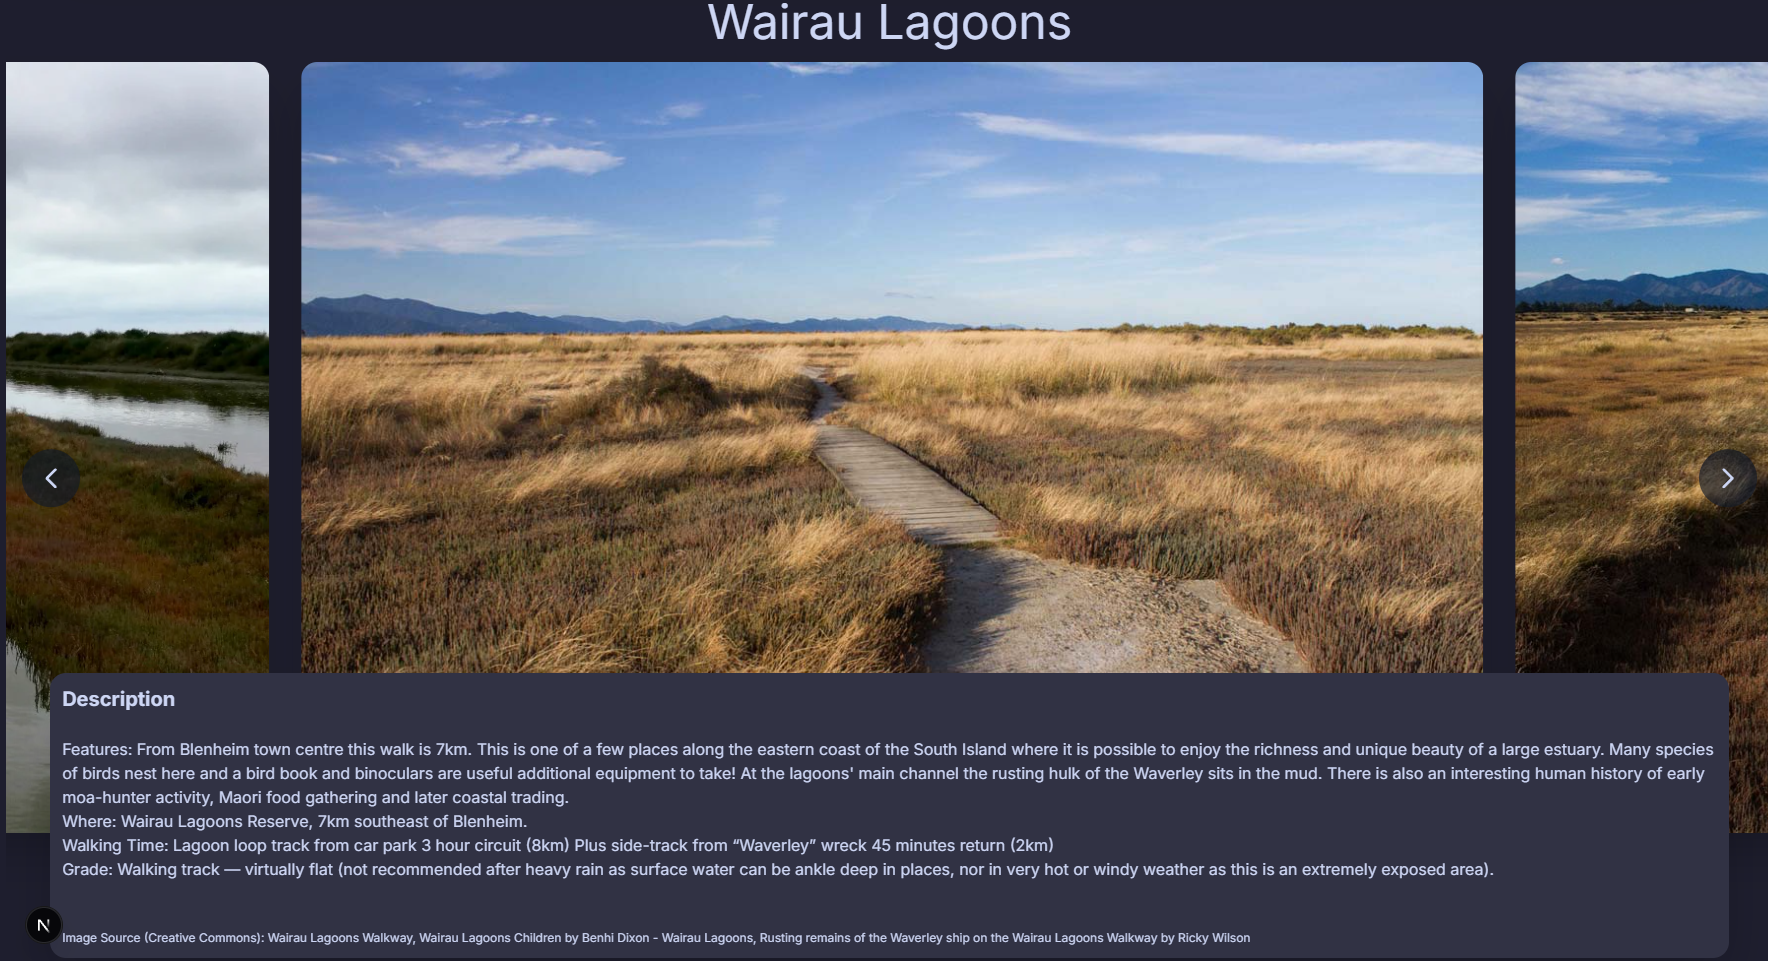 Wairau Lagoons
Description
Features: From Blenheim town centre this walk is 7km. This is one of a few places along the eastern coast of the South Island where it is possible to enjoy the richness and unique beauty of a large estuary. Many species
of birds nest here and a bird book and binoculars are useful additional equipment to take! At the lagoons' main channel the rusting hulk of the Waverley sits in the mud. There is also an interesting human history of early
moa-hunter activity, Maori food gathering and later coastal trading.
Where: Wairau Lagoons Reserve, 7km southeast of Blenheim.
Walking Time: Lagoon loop track from car park 3 hour circuit (8km) Plus side-track from “Waverley” wreck 45 minutes return (2km)
Grade: Walking track — virtually flat (not recommended after heavy rain as surface water can be ankle deep in places, nor in very hot or windy weather as this is an extremely exposed area).
N
Image Source (Creative Commons): Wairau Lagoons Walkway, Wairau Lagoons Children by Benhi Dixon - Wairau Lagoons, Rusting remains of the Waverley ship on the Wairau Lagoons Walkway by Ricky Wilson